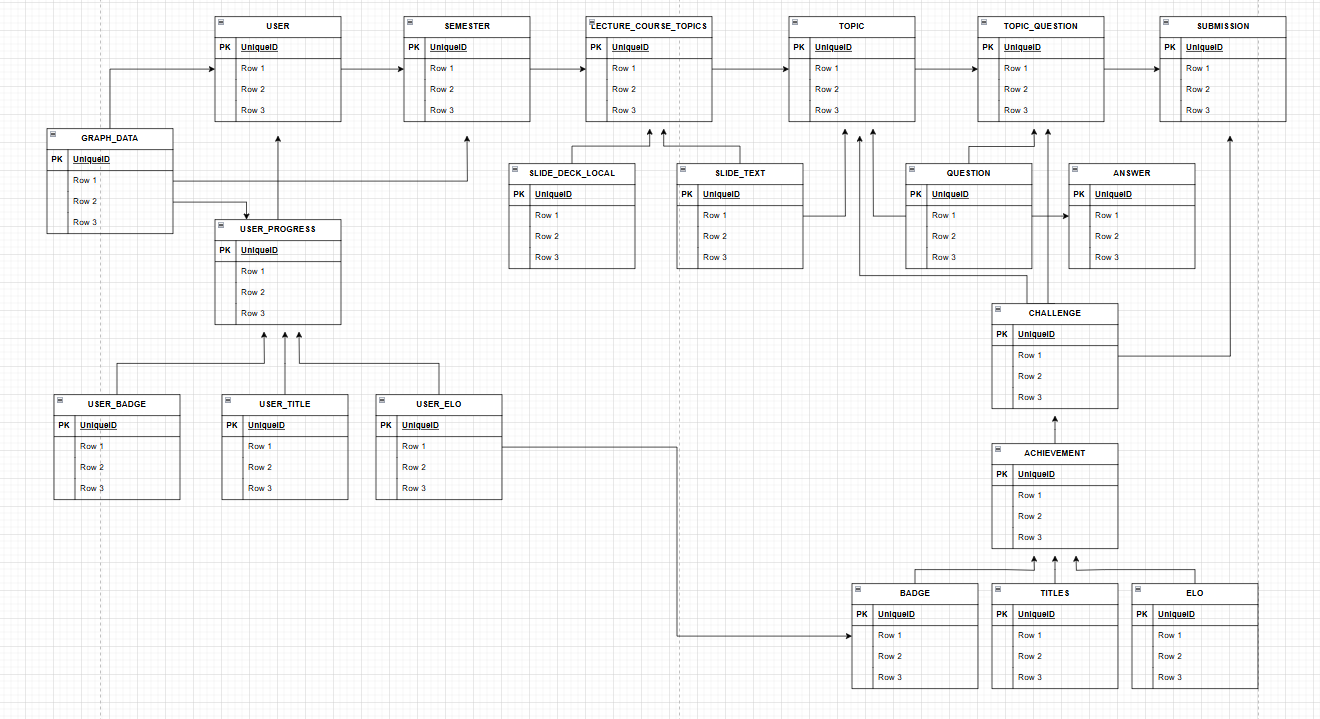 USER
PK UniqueID
Row 1
Row 2
Row 3
SEMESTER
PK UniqueID
Row 1
Row 2
Row 3
LECTURE_COURSE_TOPICS
PK UniqueID
Row 1
Row 2
Row 3
TOPIC
PK UniqueID
Row 1
Row 2
Row 3
TOPIC_QUESTION
PK UniqueID
Row 1
Row 2
Row 3
SUBMISSION
PK UniqueID
Row 1
Row 2
Row 3
GRAPH_DATA
PK UniqueID
Row 1
Row 2
Row 3
SLIDE_DECK_LOCAL
PK UniqueID
Row 1
Row 2
Row 3
SLIDE_TEXT
PK UniqueID
Row 1
Row 2
Row 3
QUESTION
PK UniqueID
Row 1
Row 2
Row 3
ANSWER
PK UniqueID
Row 1
Row 2
Row 3
USER_PROGRESS
PK UniqueID
Row 1
Row 2
Row 3
CHALLENGE
PK UniqueID
Row 1
Row 2
Row 3
USER_BADGE
PK UniqueID
Row 1
Row 2
Row 3
USER_TITLE
PK UniqueID
Row 1
Row 2
Row 3
USER_ELO
PK UniqueID
Row 1
Row 2
Row 3
ACHIEVEMENT
PK UniqueID
Row 1
Row 2
Row 3
BADGE
PK UniqueID
Row 1
Row 2
Row 3
TITLES
PK UniqueID
Row 1
Row 2
Row 3
ELO
PK UniqueID
Row 1
Row 2
Row 3